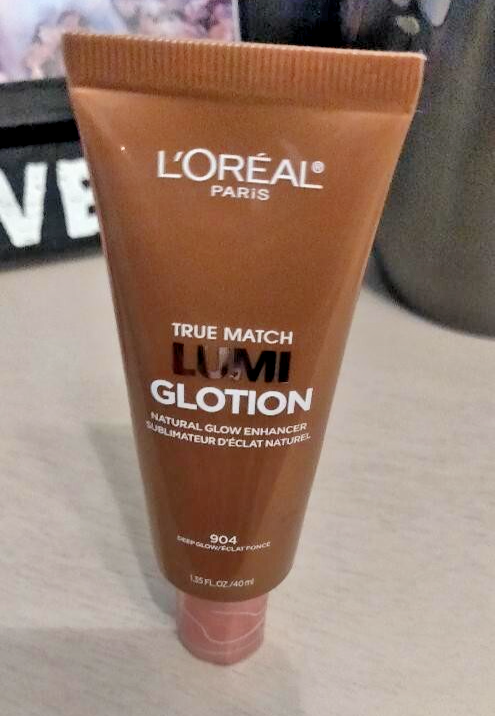 VE
L'ORÉAL®
PARiS
TRUE MATCH
LUMI
GLOTION
NATURAL GLOW ENHANCER
SUBLIMATEUR D'ÉCLAT NATUREL
904
DEEP GLOW/ÉCLAT FONCÉ
1.35 FL.OZ./40 ml